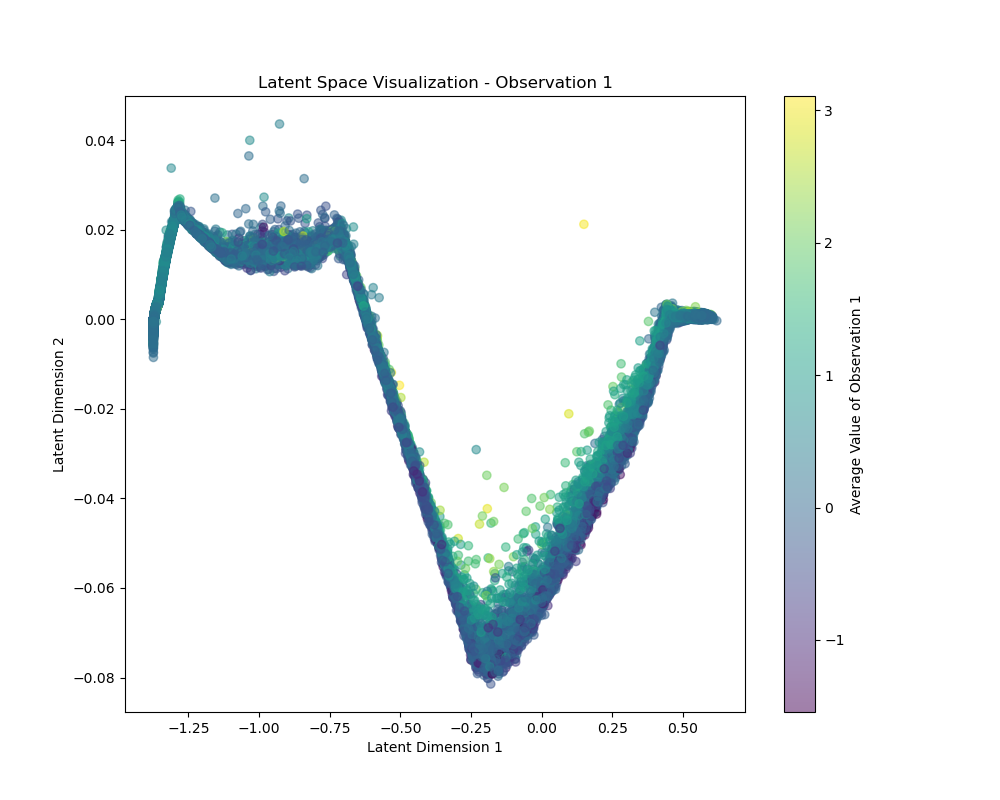 Latent Space Visualization - Observation 1
0.04
0.02
0.00
−0.02
−0.04
−0.06
−0.08
Latent Dimension 2
−1.25 −1.00 −0.75 −0.50 −0.25 0.00 0.25 0.50
Latent Dimension 1
3
2
1
0
−1
Average Value of Observation 1